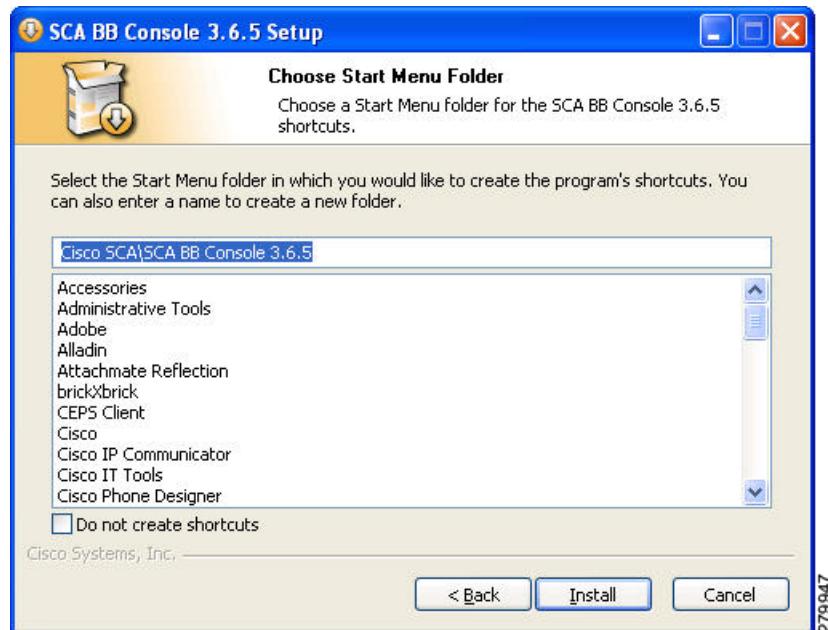 SCA BB Console 3.6.5 Setup
Choose Start Menu Folder
Choose a Start Menu folder for the SCA BB Console 3.6.5
shortcuts.
Select the Start Menu folder in which you would like to create the program's shortcuts. You
can also enter a name to create a new folder.
Cisco SCA\SCA BB Console 3.6.5
Accessories
Administrative Tools
Adobe
Alladin
Attachmate Reflection
brickXbrick
CEPS Client
Cisco
Cisco IP Communicator
Cisco IT Tools
Cisco Phone Designer
Do not create shortcuts
Cisco Systems, Inc.
< Back
Install
Cancel
279947